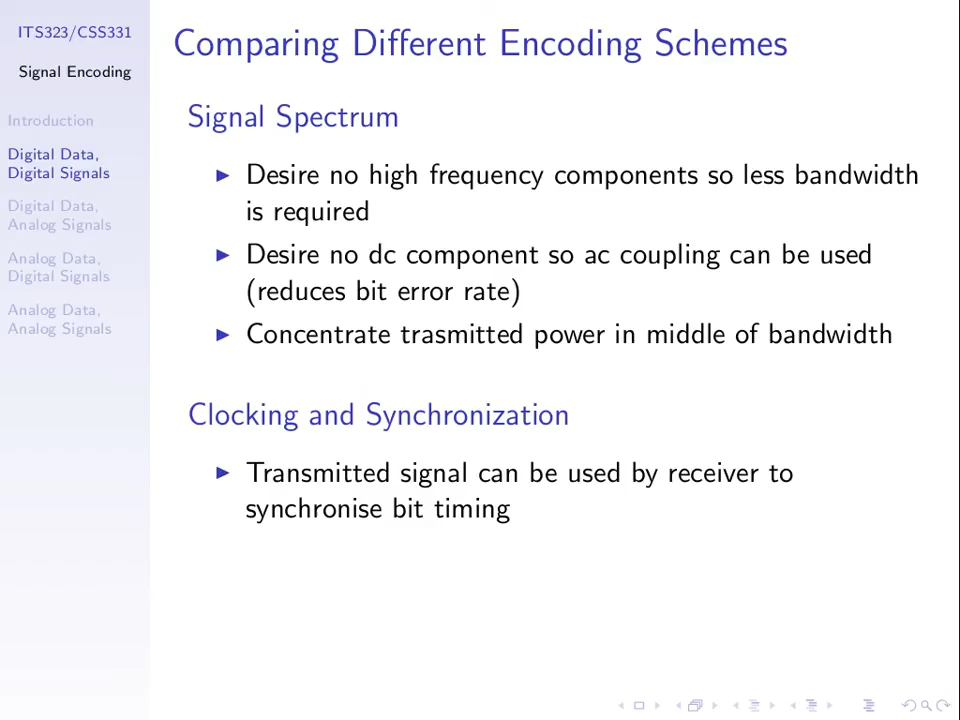 ITS323/CSS331
Signal Encoding
Introduction
Digital Data,
Digital Signals
Digital Data,
Analog Signals
Analog Data,
Digital Signals
Analog Data,
Analog Signals
Comparing Different Encoding Schemes
Signal Spectrum
Desire no high frequency components so less bandwidth
is required
Desire no dc component so ac coupling can be used
(reduces bit error rate)
Concentrate trasmitted power in middle of bandwidth
Clocking and Synchronization
Transmitted signal can be used by receiver to
synchronise bit timing